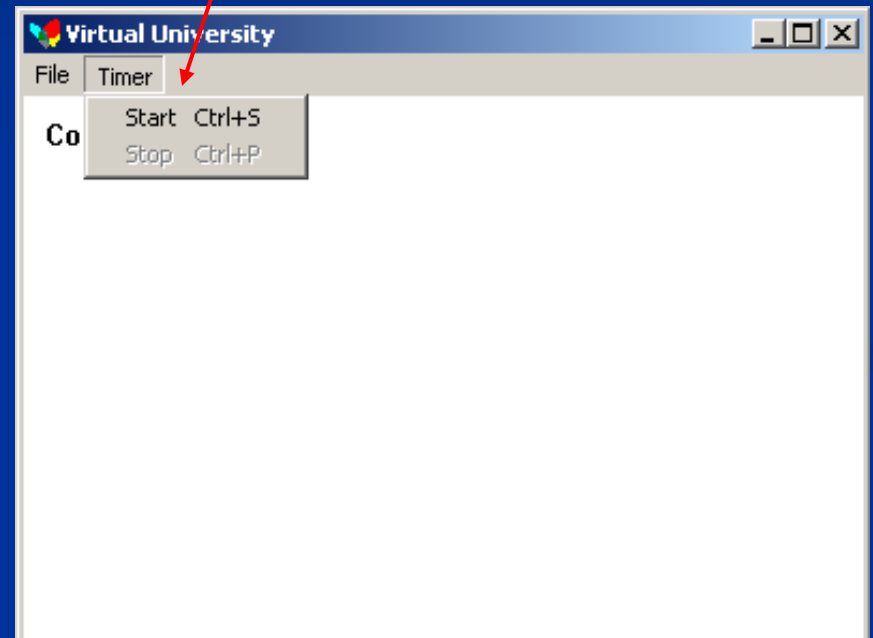 Virtual University
File Timer
Start Ctrl+S
Co
Stop Ctrl+P